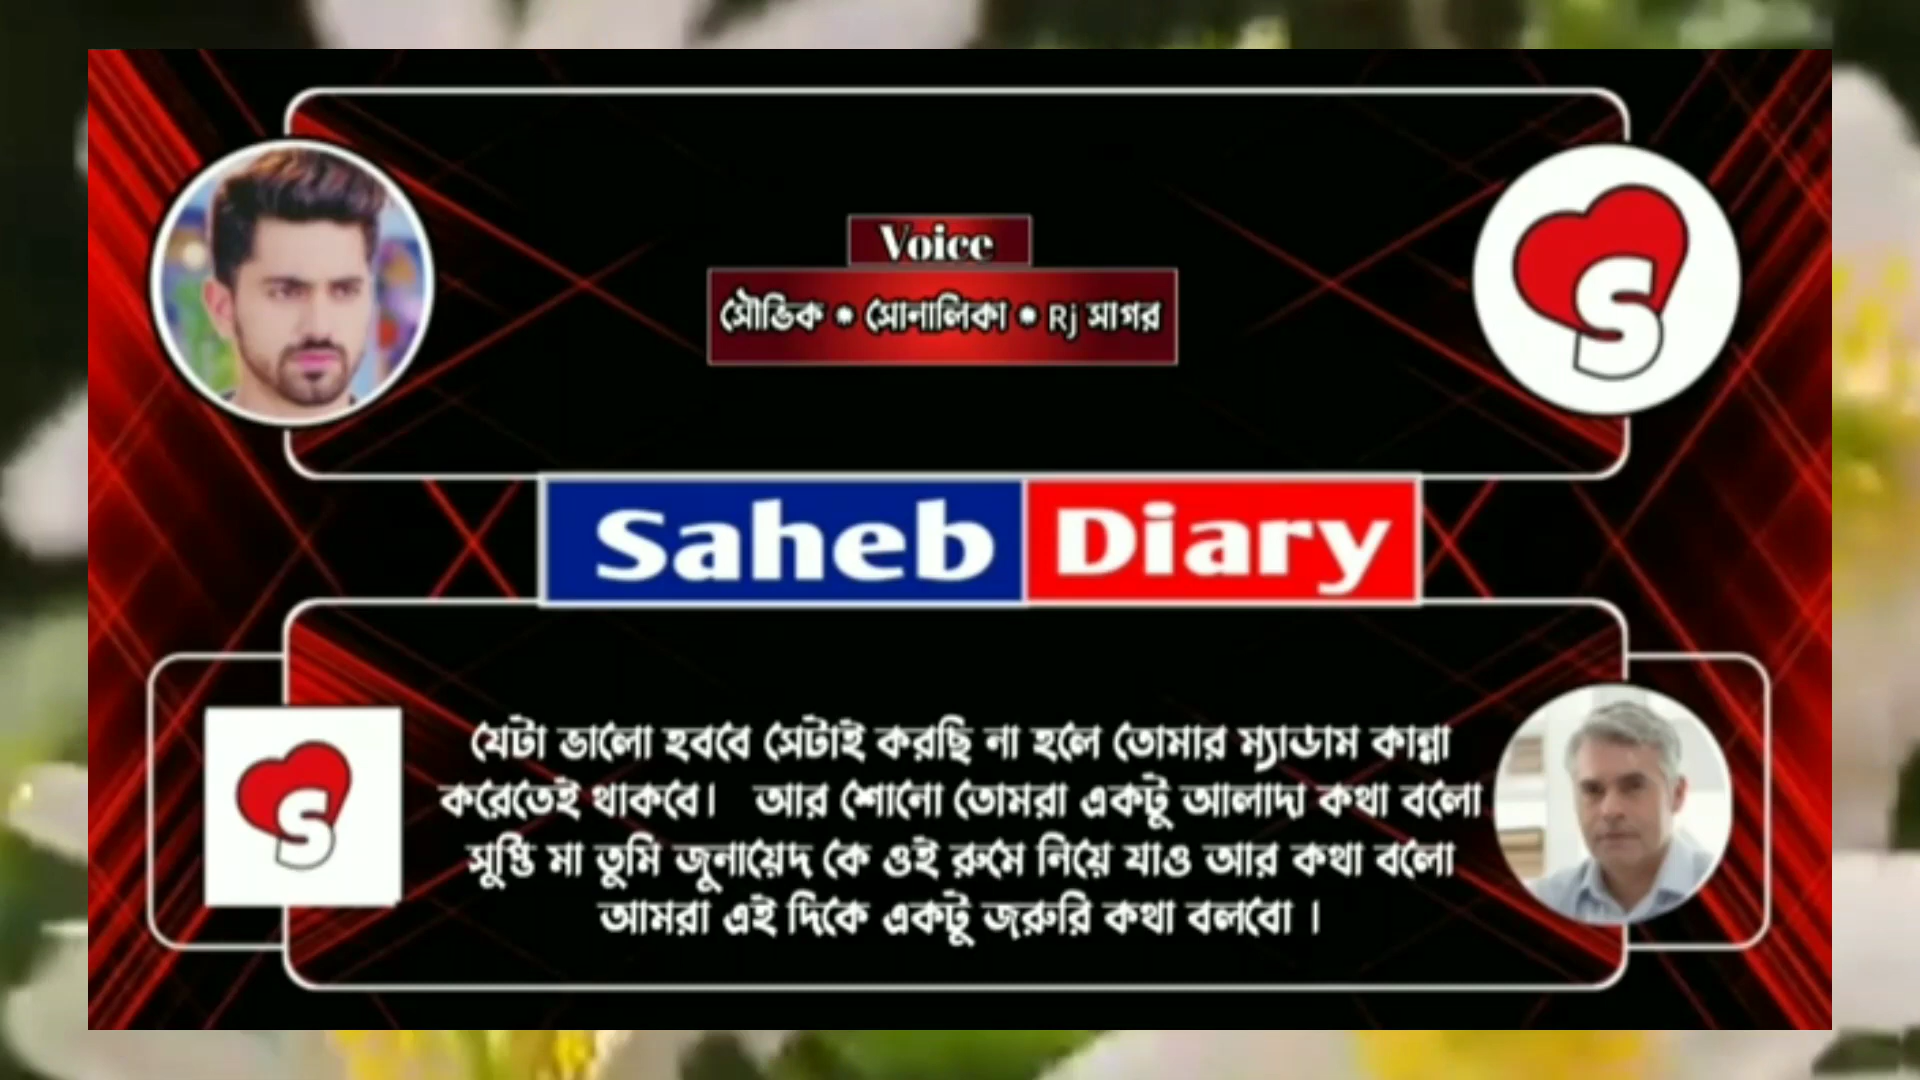 Voice
সৌভিক * সোনালিকা * Rj সাগর
S
Saheb Diary
যেটা ভালো হববে সেটাই করছি না হলে তোমার ম্যাডাম কান্না
করেতেই থাকবে। আর শোনো তোমরা একটু আলাদা কথা বলো
মা তুমি জুনায়েদ কে ওই রুমে নিয়ে যাও আর কথা বলো
আমরা এই দিকে একটু জরুরি কথা বলবো ।
S